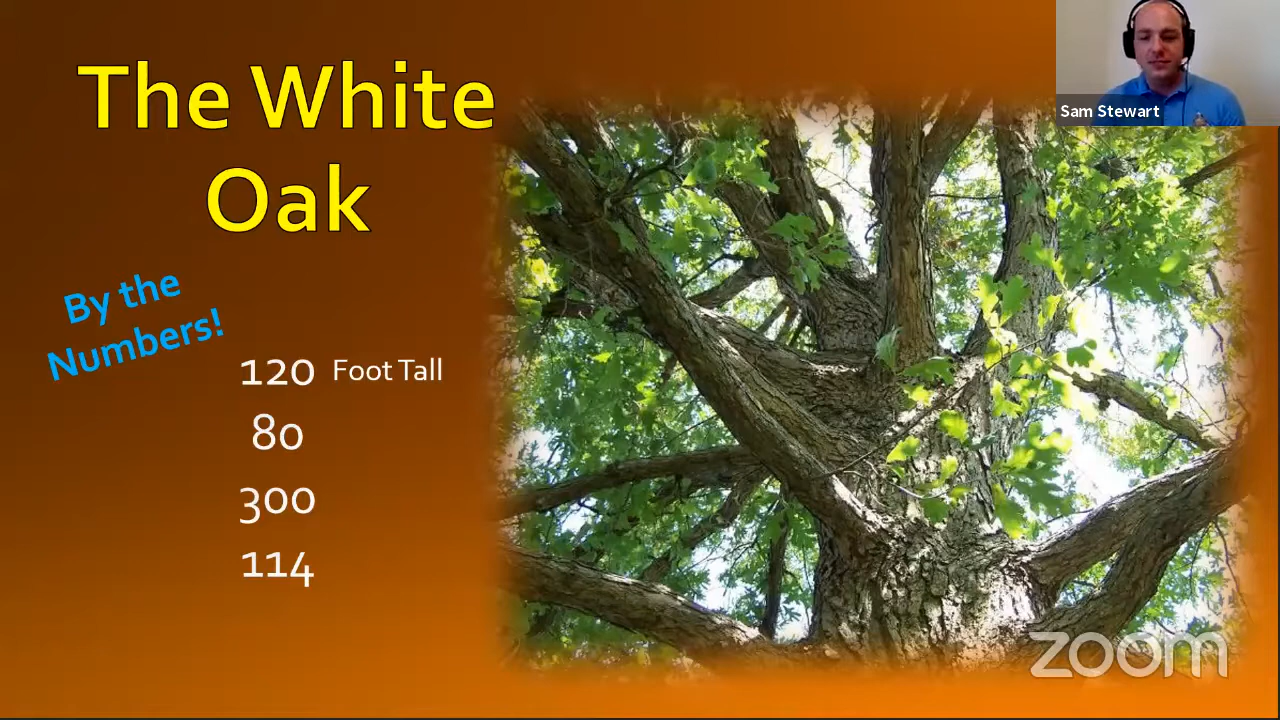 The White
Oak
By the
Numbers!
120 Foot Tall
80
300
114
Sam Stewart
zoom